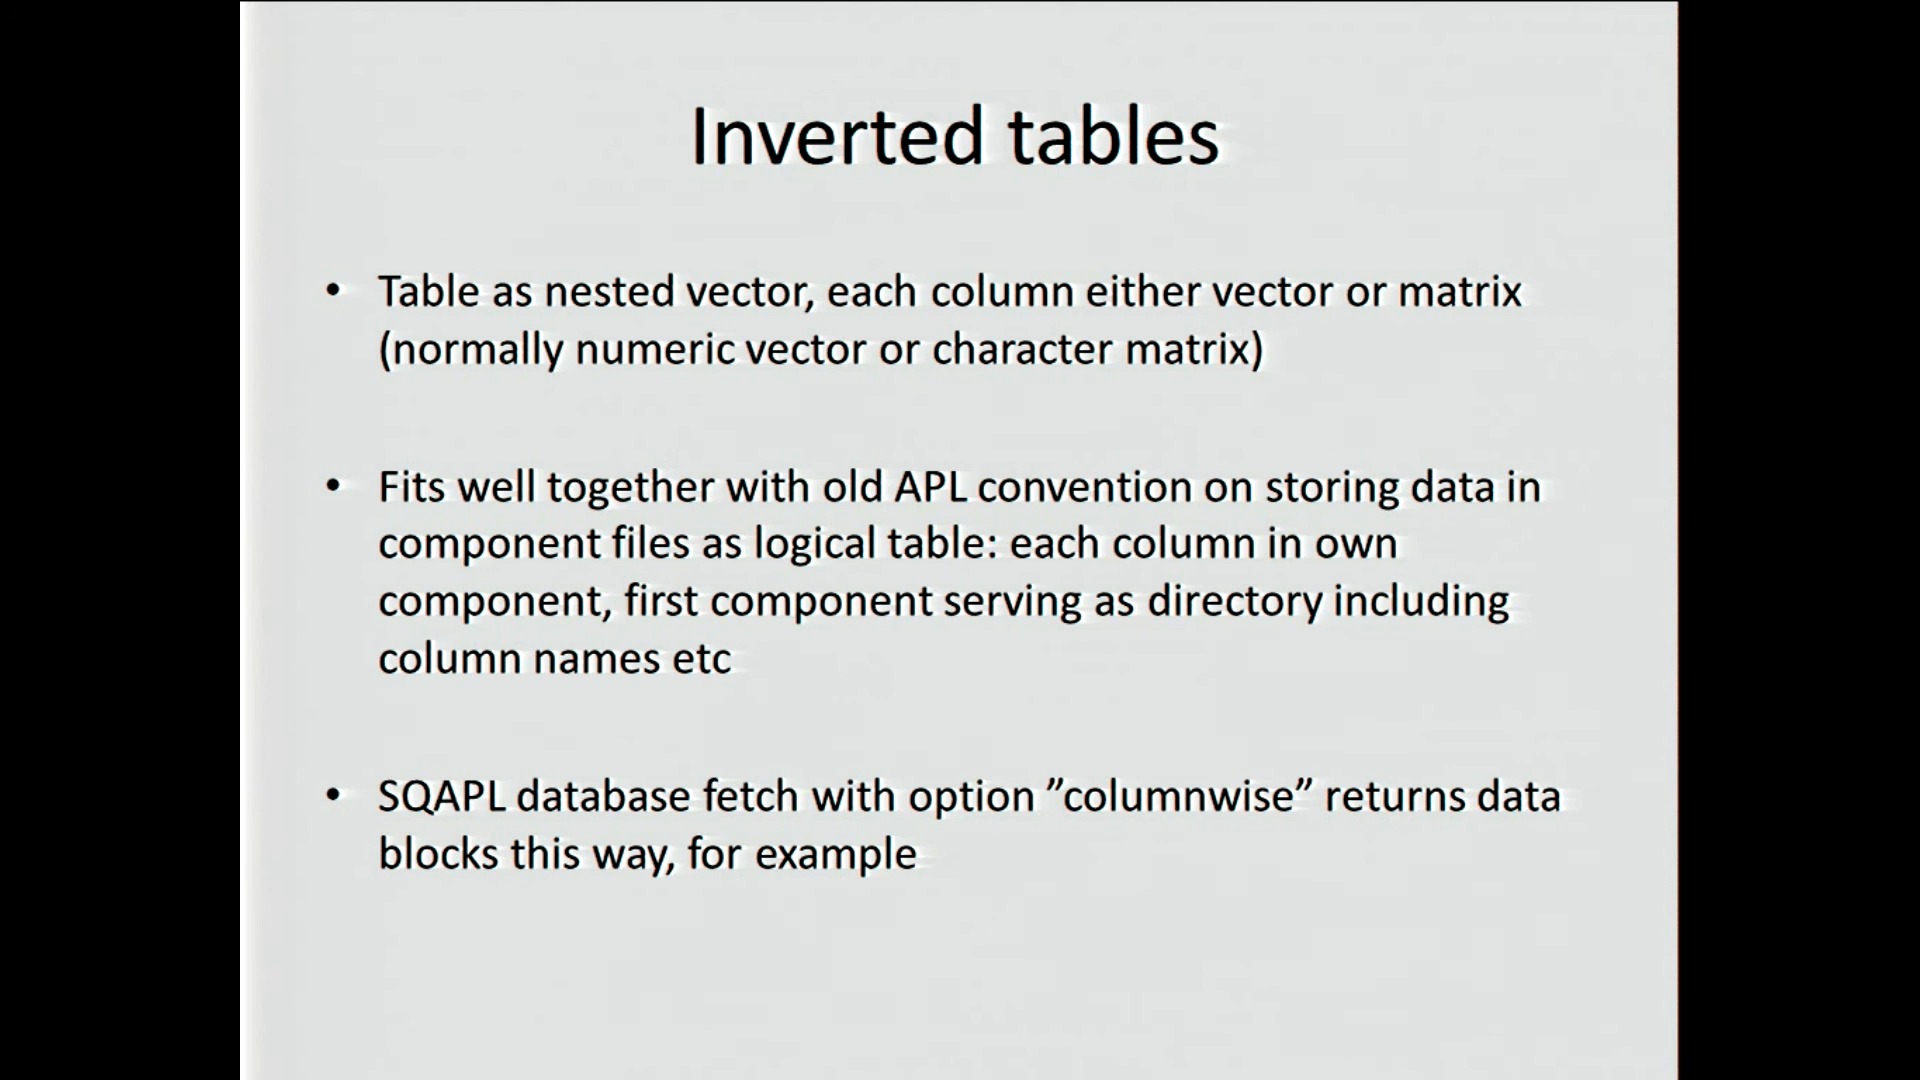 Inverted tables
• Table as nested vector, each column either vector or matrix
(normally numeric vector or character matrix)
• Fits well together with old APL convention on storing data in
component files as logical table: each column in own
component, first component serving as directory including
column names etc
• SQAPL database fetch with option ”columnwise” returns data
blocks this way, for example